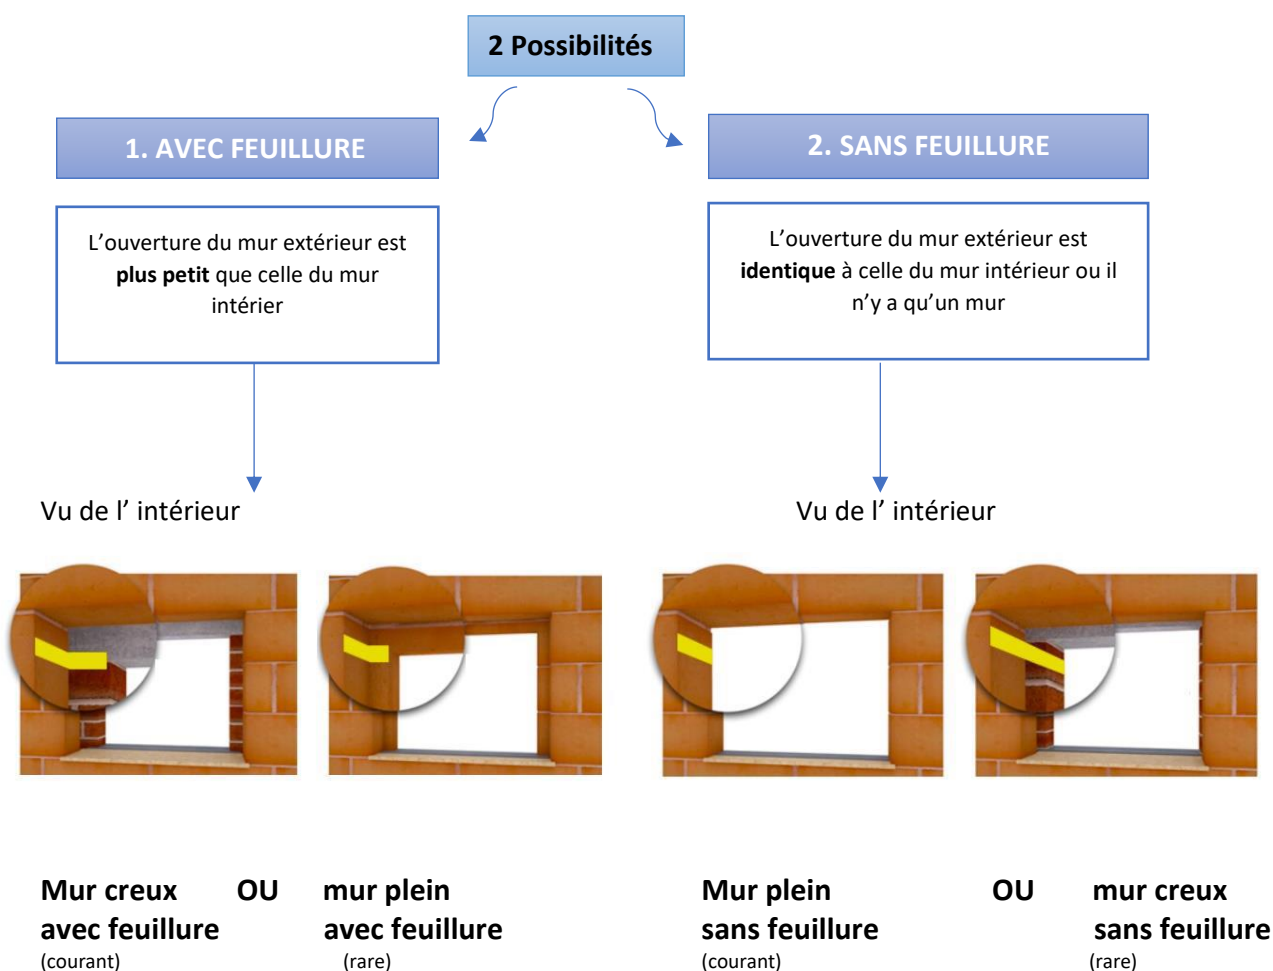 2 Possibilités
1. AVEC FEUILLURE
L’ouverture du mur extérieur est
plus petit que celle du mur
intérier
Vu de l’ intérieur
2. SANS FEUILLURE
L’ouverture du mur extérieur est
identique à celle du mur intérieur ou il
n’y a qu’un mur
Vu de l’ intérieur
Mur creux OU mur plein
avec feuillure avec feuillure
(courant) (rare)
Mur plein OU mur creux
sans feuillure sans feuillure
(courant) (rare)